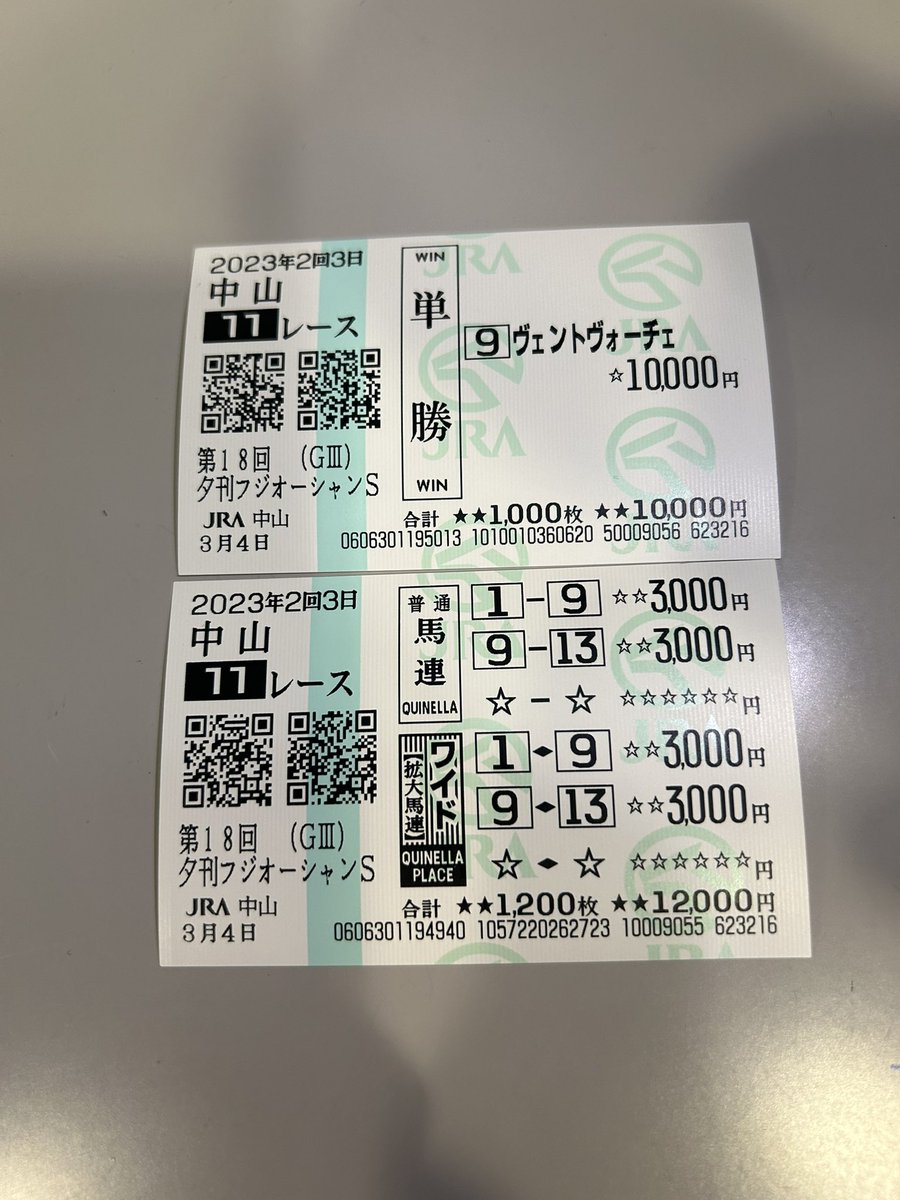 2023年2回3日
中山
11レース
第18回 (GⅢ)
夕刊フジオーシャンS
JRA 中山
3月4日
WIN
単勝
WIN
9 ヴェントヴォーチェ
☆10,000円
合計 ★★1,000枚 ★★10,000円
0606301195013 1010010360620 50009056 623216
2023年2回3日
中山
11レース
第18回 (GⅢ)
夕刊フジオーシャンS
JRA 中山
3月4日
普通
馬連
QUINELLA
1－9 ☆☆3,000円
9－13 ☆☆3,000円
☆－☆ ☆☆☆☆☆☆円
ワイド
【拡大馬連】
QUINELLA
PLACE
1◆9 ☆☆3,000円
9◆13 ☆☆3,000円
☆◆☆ ☆☆☆☆☆☆円
合計 ★★1,200枚 ★★12,000円
0606301194940 1057220262723 10009055 623216
JRA
JRA
JRA
JRA
JRA